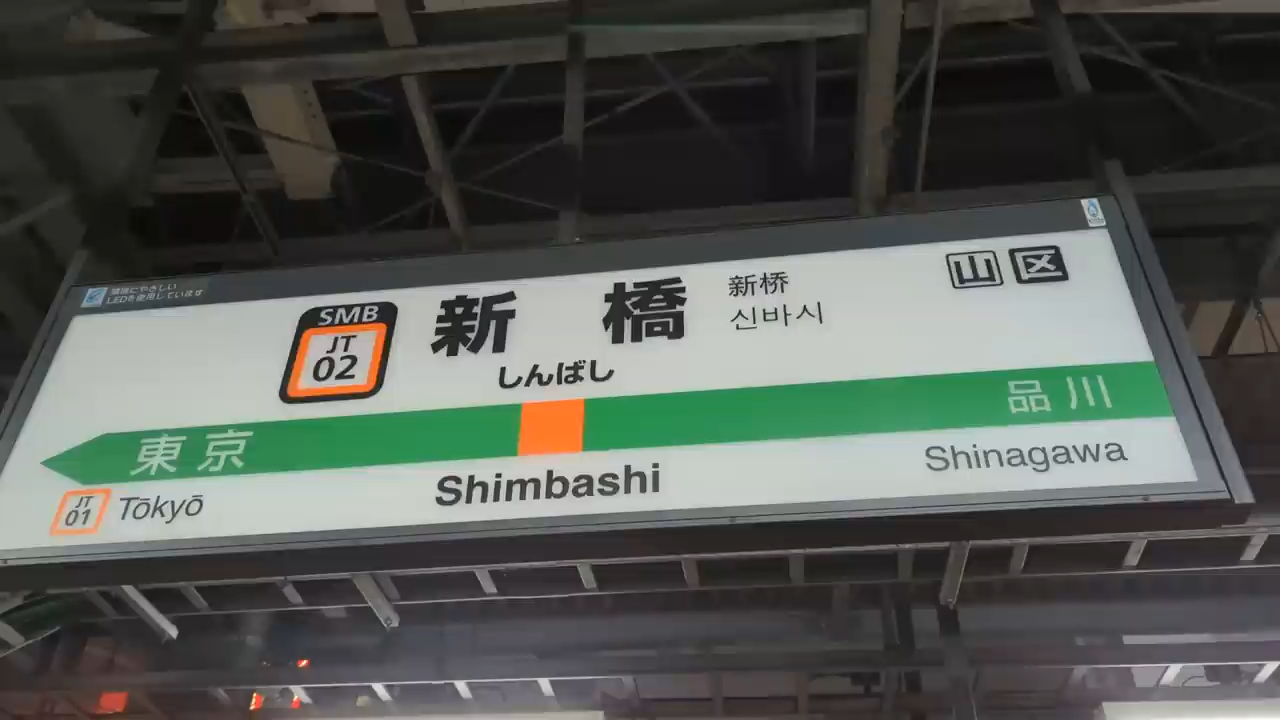 環境にやさしい
LEDを使用しています
SMB
JT
02
新橋
しんばし
新桥
신바시
山区
東京
品川
JT
01
Tōkyō
Shimbashi
Shinagawa